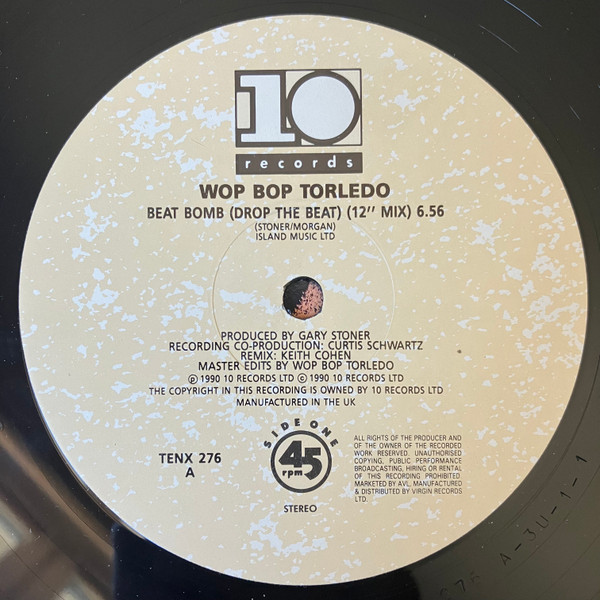 10
records
WOP BOP TORLEDO
BEAT BOMB (DROP THE BEAT) (12″ MIX) 6.56
(STONER/MORGAN)
ISLAND MUSIC LTD
PRODUCED BY GARY STONER
RECORDING CO-PRODUCTION: CURTIS SCHWARTZ
REMIX: KEITH COHEN
MASTER EDITS BY WOP BOP TORLEDO
℗ 1990 10 RECORDS LTD © 1990 10 RECORDS LTD
THE COPYRIGHT IN THIS RECORDING IS OWNED BY 10 RECORDS LTD
MANUFACTURED IN THE UK
TENX 276
A
SIDE ONE
45
rpm
STEREO
ALL RIGHTS OF THE PRODUCER AND
OF THE OWNER OF THE RECORDED
WORK RESERVED. UNAUTHORISED
COPYING, PUBLIC PERFORMANCE
BROADCASTING, HIRING OR RENTAL
OF THIS RECORDING PROHIBITED
MARKETED BY AVL, MANUFACTURED
& DISTRIBUTED BY VIRGIN RECORDS
LTD.
A-3U-1-1